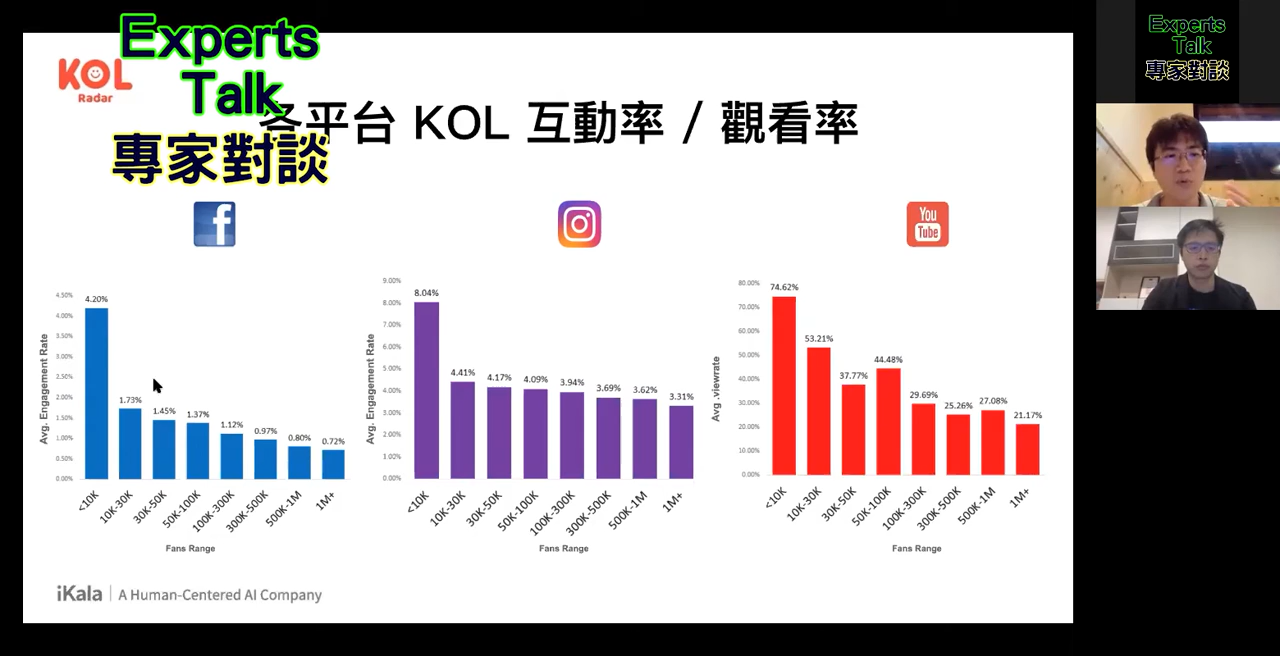 Experts
Talk
專家對談
KOL
Radar
各平台 KOL 互動率 / 觀看率
f
You
Tube
Avg. Engagement Rate
4.50%
4.00%
3.50%
3.00%
2.50%
2.00%
1.50%
1.00%
0.50%
0.00%
4.20%
1.73%
1.45%
1.37%
1.12%
0.97%
0.80%
0.72%
<10K
10K-30K
30K-50K
50K-100K
100K-300K
300K-500K
500K-1M
1M+
Fans Range
Avg. Engagement Rate
9.00%
8.00%
7.00%
6.00%
5.00%
4.00%
3.00%
2.00%
1.00%
0.00%
8.04%
4.41%
4.17%
4.09%
3.94%
3.69%
3.62%
3.31%
<10K
10K-30K
30K-50K
50K-100K
100K-300K
300K-500K
500K-1M
1M+
Fans Range
Avg .viewrate
80.00%
70.00%
60.00%
50.00%
40.00%
30.00%
20.00%
10.00%
0.00%
74.62%
53.21%
37.77%
44.48%
29.69%
25.26%
27.08%
21.17%
<10K
10K-30K
30K-50K
50K-100K
100K-300K
300K-500K
500K-1M
1M+
Fans Range
iKala | A Human-Centered AI Company
Experts
Talk
專家對談